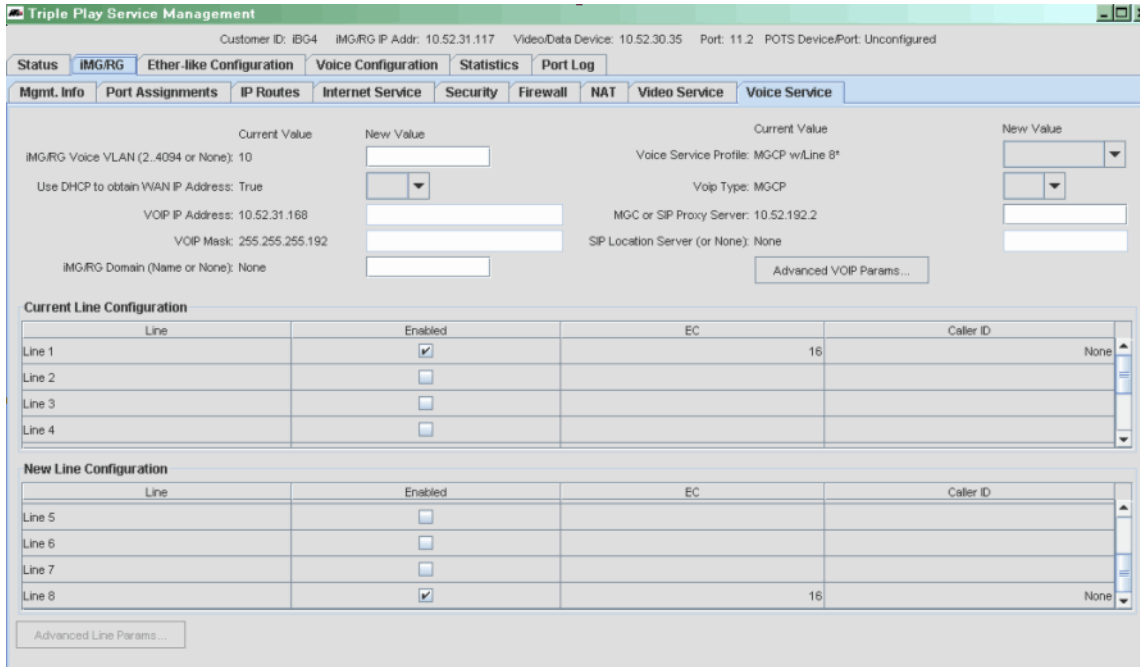 Triple Play Service Management
Customer ID: iBG4 iMG/RG IP Addr: 10.52.31.117 Video/Data Device: 10.52.30.35 Port: 11.2 POTS Device/Port: Unconfigured
Status iMG/RG Ether-like Configuration Voice Configuration Statistics Port Log
Mgmt. Info Port Assignments IP Routes Internet Service Security Firewall NAT Video Service Voice Service
Current Value New Value Current Value New Value
iMG/RG Voice VLAN (2..4094 or None): 10 Voice Service Profile: MGCP w/Line 8*
Use DHCP to obtain WAN IP Address: True Voip Type: MGCP
VOIP IP Address: 10.52.31.168 MGC or SIP Proxy Server: 10.52.192.2
VOIP Mask: 255.255.255.192 SIP Location Server (or None): None
iMG/RG Domain (Name or None): None Advanced VOIP Params...
Current Line Configuration
Line Enabled EC Caller ID
Line 1 16 None
Line 2
Line 3
Line 4
New Line Configuration
Line Enabled EC Caller ID
Line 5
Line 6
Line 7
Line 8 16 None
Advanced Line Params...